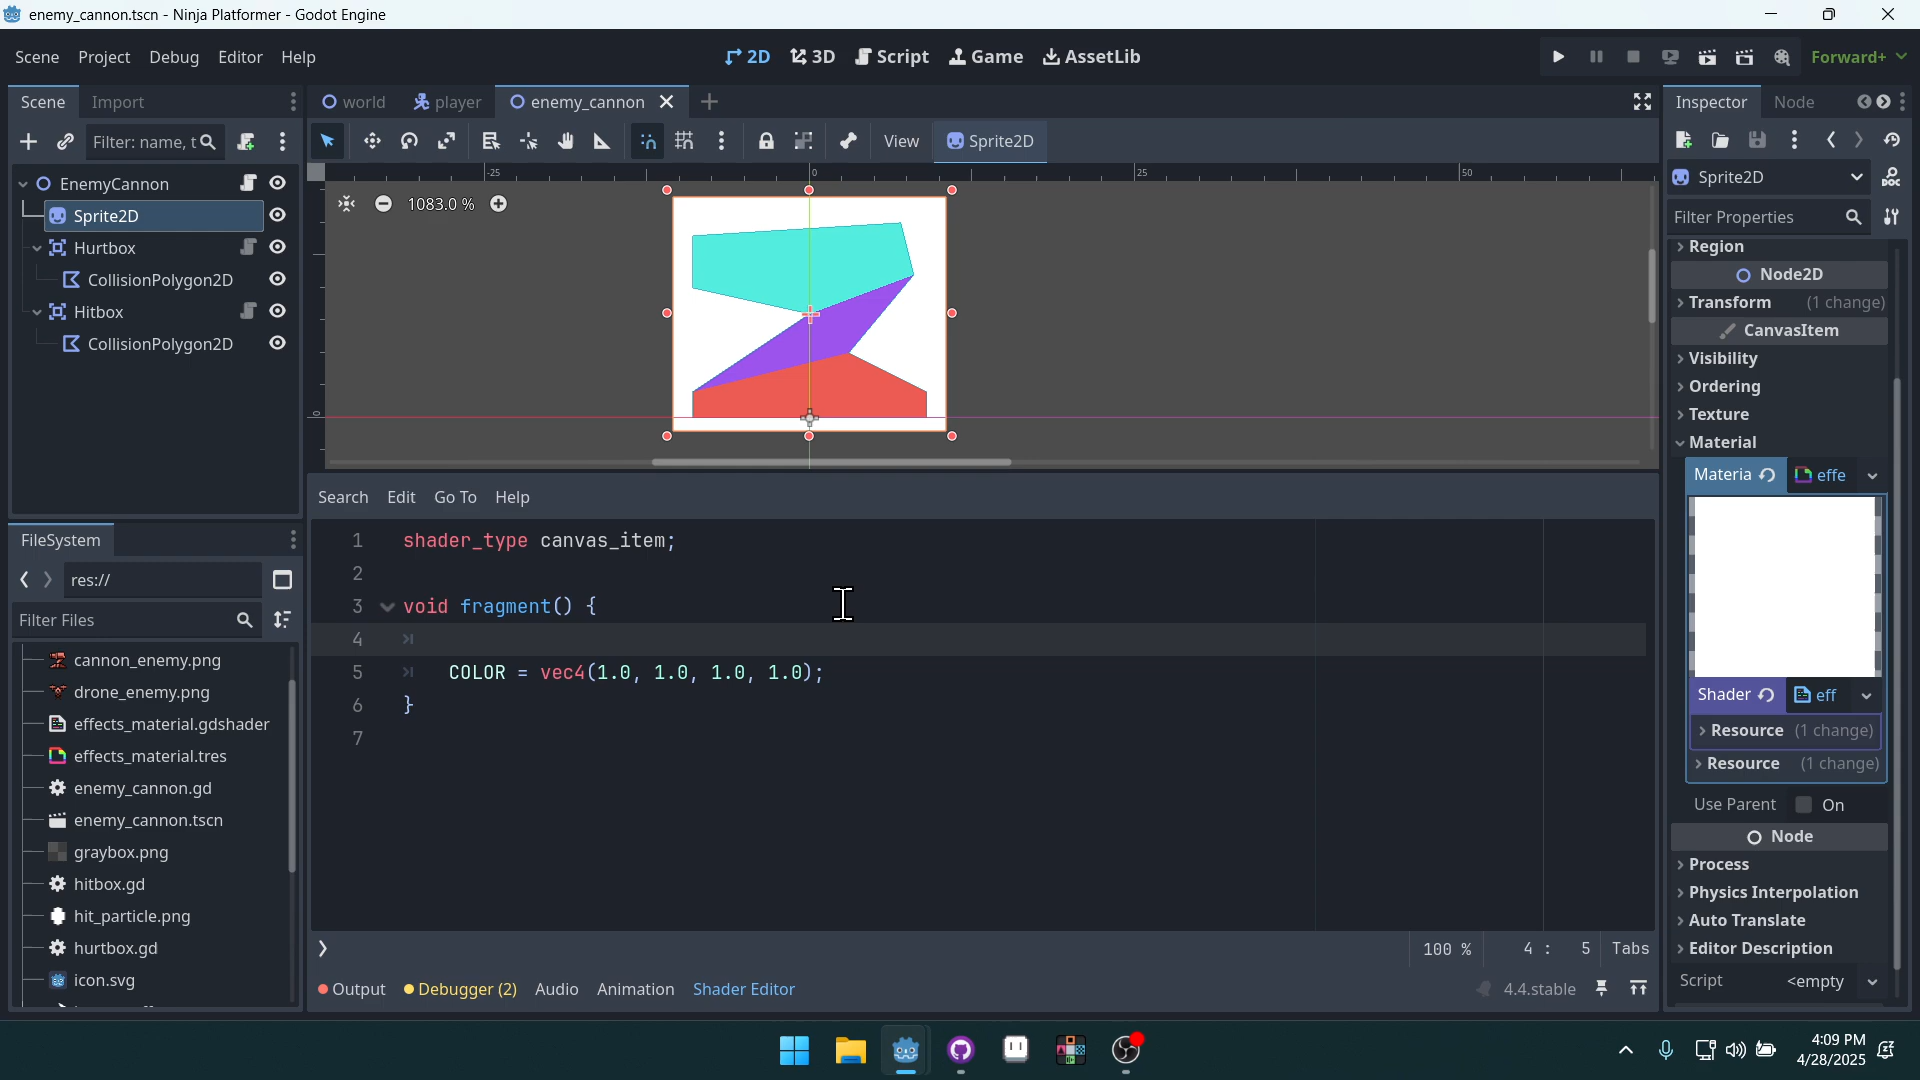 enemy_cannon.tscn - Ninja Platformer - Godot Engine
Scene Project Debug Editor Help
2D 3D Script Game AssetLib
Forward+
Scene Import
world player enemy_cannon
Inspector Node
Filter: name, t
View Sprite2D
EnemyCannon
Sprite2D
Hurtbox
CollisionPolygon2D
Hitbox
CollisionPolygon2D
-25 0 25 50
1083.0 %
0
Sprite2D
Filter Properties
Region
Node2D
Transform (1 change)
CanvasItem
Visibility
Ordering
Texture
Material
Materia effe
Shader eff
Resource (1 change)
Resource (1 change)
Use Parent On
Node
Process
Physics Interpolation
Auto Translate
Editor Description
Script <empty
FileSystem
res://
Filter Files
cannon_enemy.png
drone_enemy.png
effects_material.gdshader
effects_material.tres
enemy_cannon.gd
enemy_cannon.tscn
graybox.png
hitbox.gd
hit_particle.png
hurtbox.gd
icon.svg
Search Edit Go To Help
1 shader_type canvas_item;
2
3 void fragment() {
4
5 COLOR = vec4(1.0, 1.0, 1.0, 1.0);
6 }
7
100 % 4 : 5 Tabs
Output Debugger (2) Audio Animation Shader Editor
4.4.stable
4:09 PM
4/28/2025